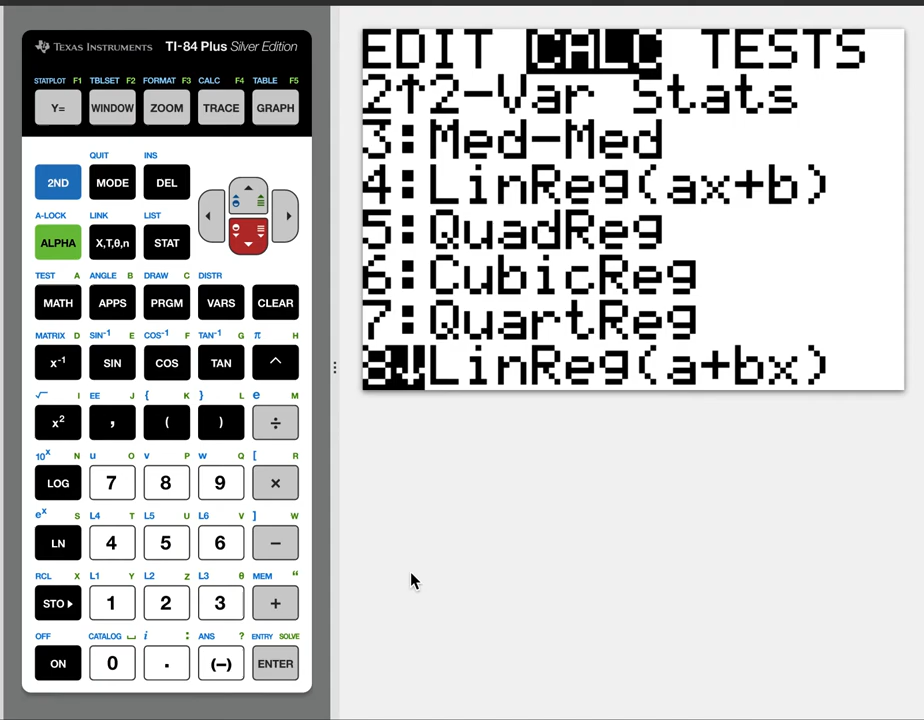 TEXAS INSTRUMENTS TI-84 Plus Silver Edition
STATPLOT F1 TBLSET F2 FORMAT F3 CALC F4 TABLE F5
Y= WINDOW ZOOM TRACE GRAPH
QUIT INS
2ND MODE DEL
A-LOCK LINK LIST
ALPHA X,T,θ,n STAT
TEST A ANGLE B DRAW C DISTR
MATH APPS PRGM VARS CLEAR
MATRIX D SIN⁻¹ E COS⁻¹ F TAN⁻¹ G π H
x⁻¹ SIN COS TAN ^
√ I EE J { K } L e M
x² , ( ) ÷
10ˣ N u O v P w Q [ R
LOG 7 8 9 ×
eˣ S L4 T L5 U L6 V ] W
LN 4 5 6 −
RCL X L1 Y L2 Z L3 θ MEM “
STO▶ 1 2 3 +
OFF CATALOG ⎵ i : ANS ? ENTRY SOLVE
ON 0 . (−) ENTER
EDIT CALC TESTS
2↑2-Var Stats
3:Med-Med
4:LinReg(ax+b)
5:QuadReg
6:CubicReg
7:QuartReg
8↓LinReg(a+bx)